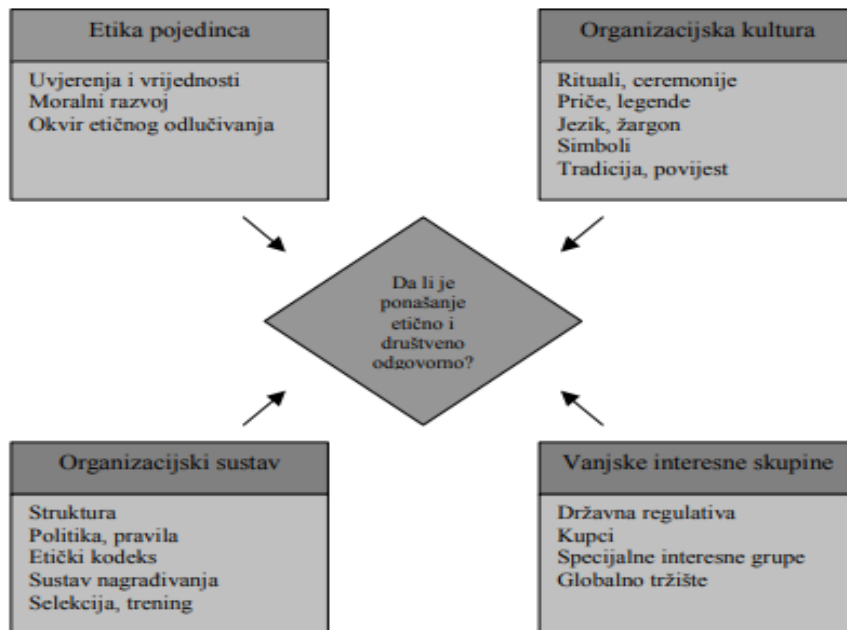 Etika pojedinca
Uvjerenja i vrijednosti
Moralni razvoj
Okvir etičnog odlučivanja
Organizacijska kultura
Rituali, ceremonije
Priče, legende
Jezik, žargon
Simboli
Tradicija, povijest
Da li je
ponašanje
etično i
društveno
odgovorno?
Organizacijski sustav
Struktura
Politika, pravila
Etički kodeks
Sustav nagrađivanja
Selekcija, trening
Vanjske interesne skupine
Državna regulativa
Kupci
Specijalne interesne grupe
Globalno tržište